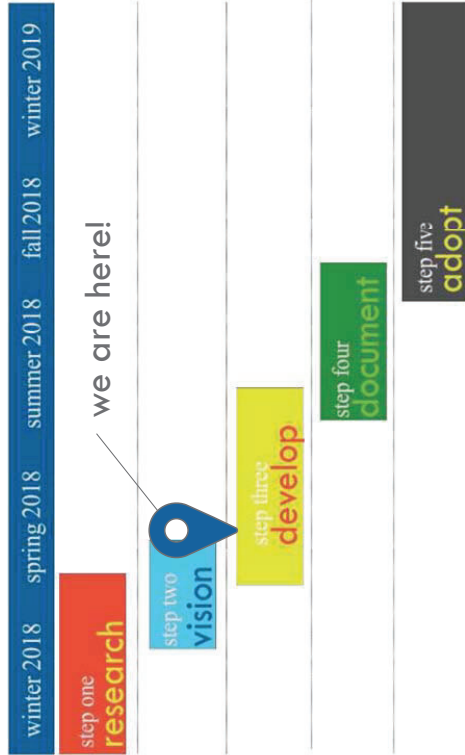 winter 2018 spring 2018 summer 2018 fall 2018 winter 2019
we are here!
step one
research
step two
vision
step three
develop
step four
document
step five
adopt